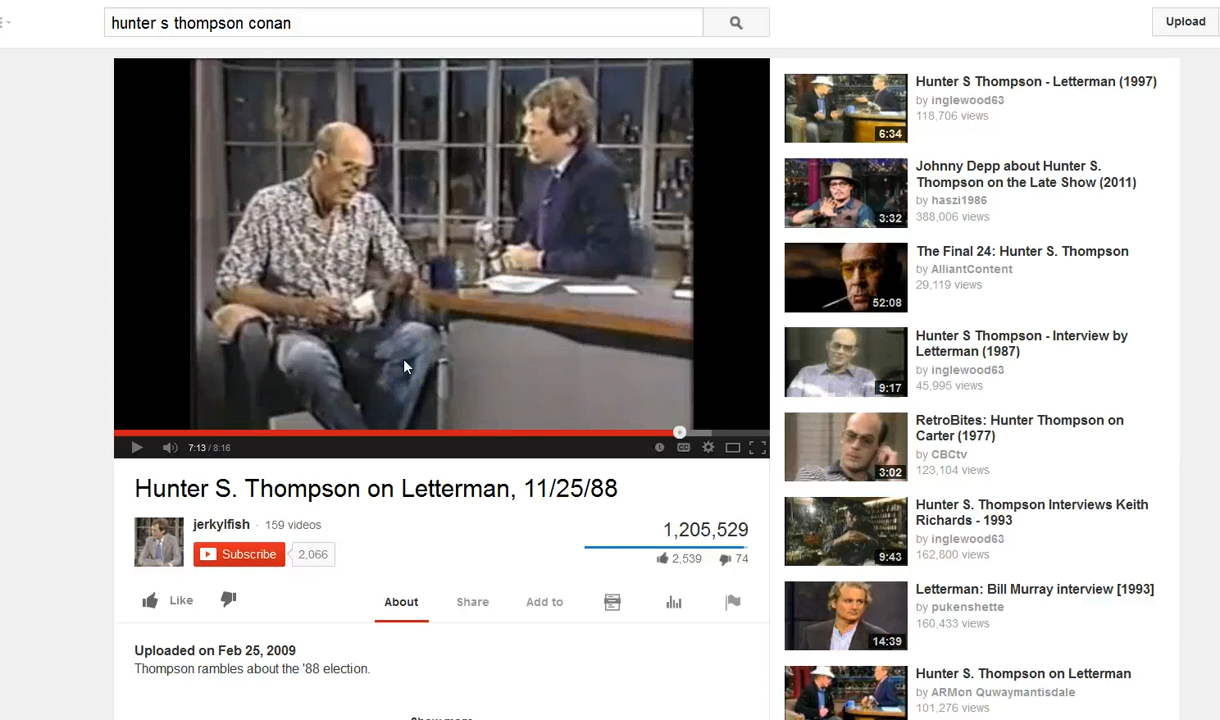 hunter s thompson conan
Upload
7:13 / 8:16
CC
Hunter S. Thompson on Letterman, 11/25/88
jerkylfish · 159 videos
Subscribe 2,066
1,205,529
2,539 74
Like
About Share Add to
Uploaded on Feb 25, 2009
Thompson rambles about the '88 election.
Show more
6:34
Hunter S Thompson - Letterman (1997)
by inglewood63
118,706 views
3:32
Johnny Depp about Hunter S.
Thompson on the Late Show (2011)
by haszi1986
388,006 views
52:08
The Final 24: Hunter S. Thompson
by AlliantContent
29,119 views
9:17
Hunter S Thompson - Interview by
Letterman (1987)
by inglewood63
45,995 views
3:02
RetroBites: Hunter Thompson on
Carter (1977)
by CBCtv
123,104 views
9:43
Hunter S. Thompson Interviews Keith
Richards - 1993
by inglewood63
162,800 views
14:39
Letterman: Bill Murray interview [1993]
by pukenshette
160,433 views
Hunter S. Thompson on Letterman
by ARMon Quwaymantisdale
101,276 views